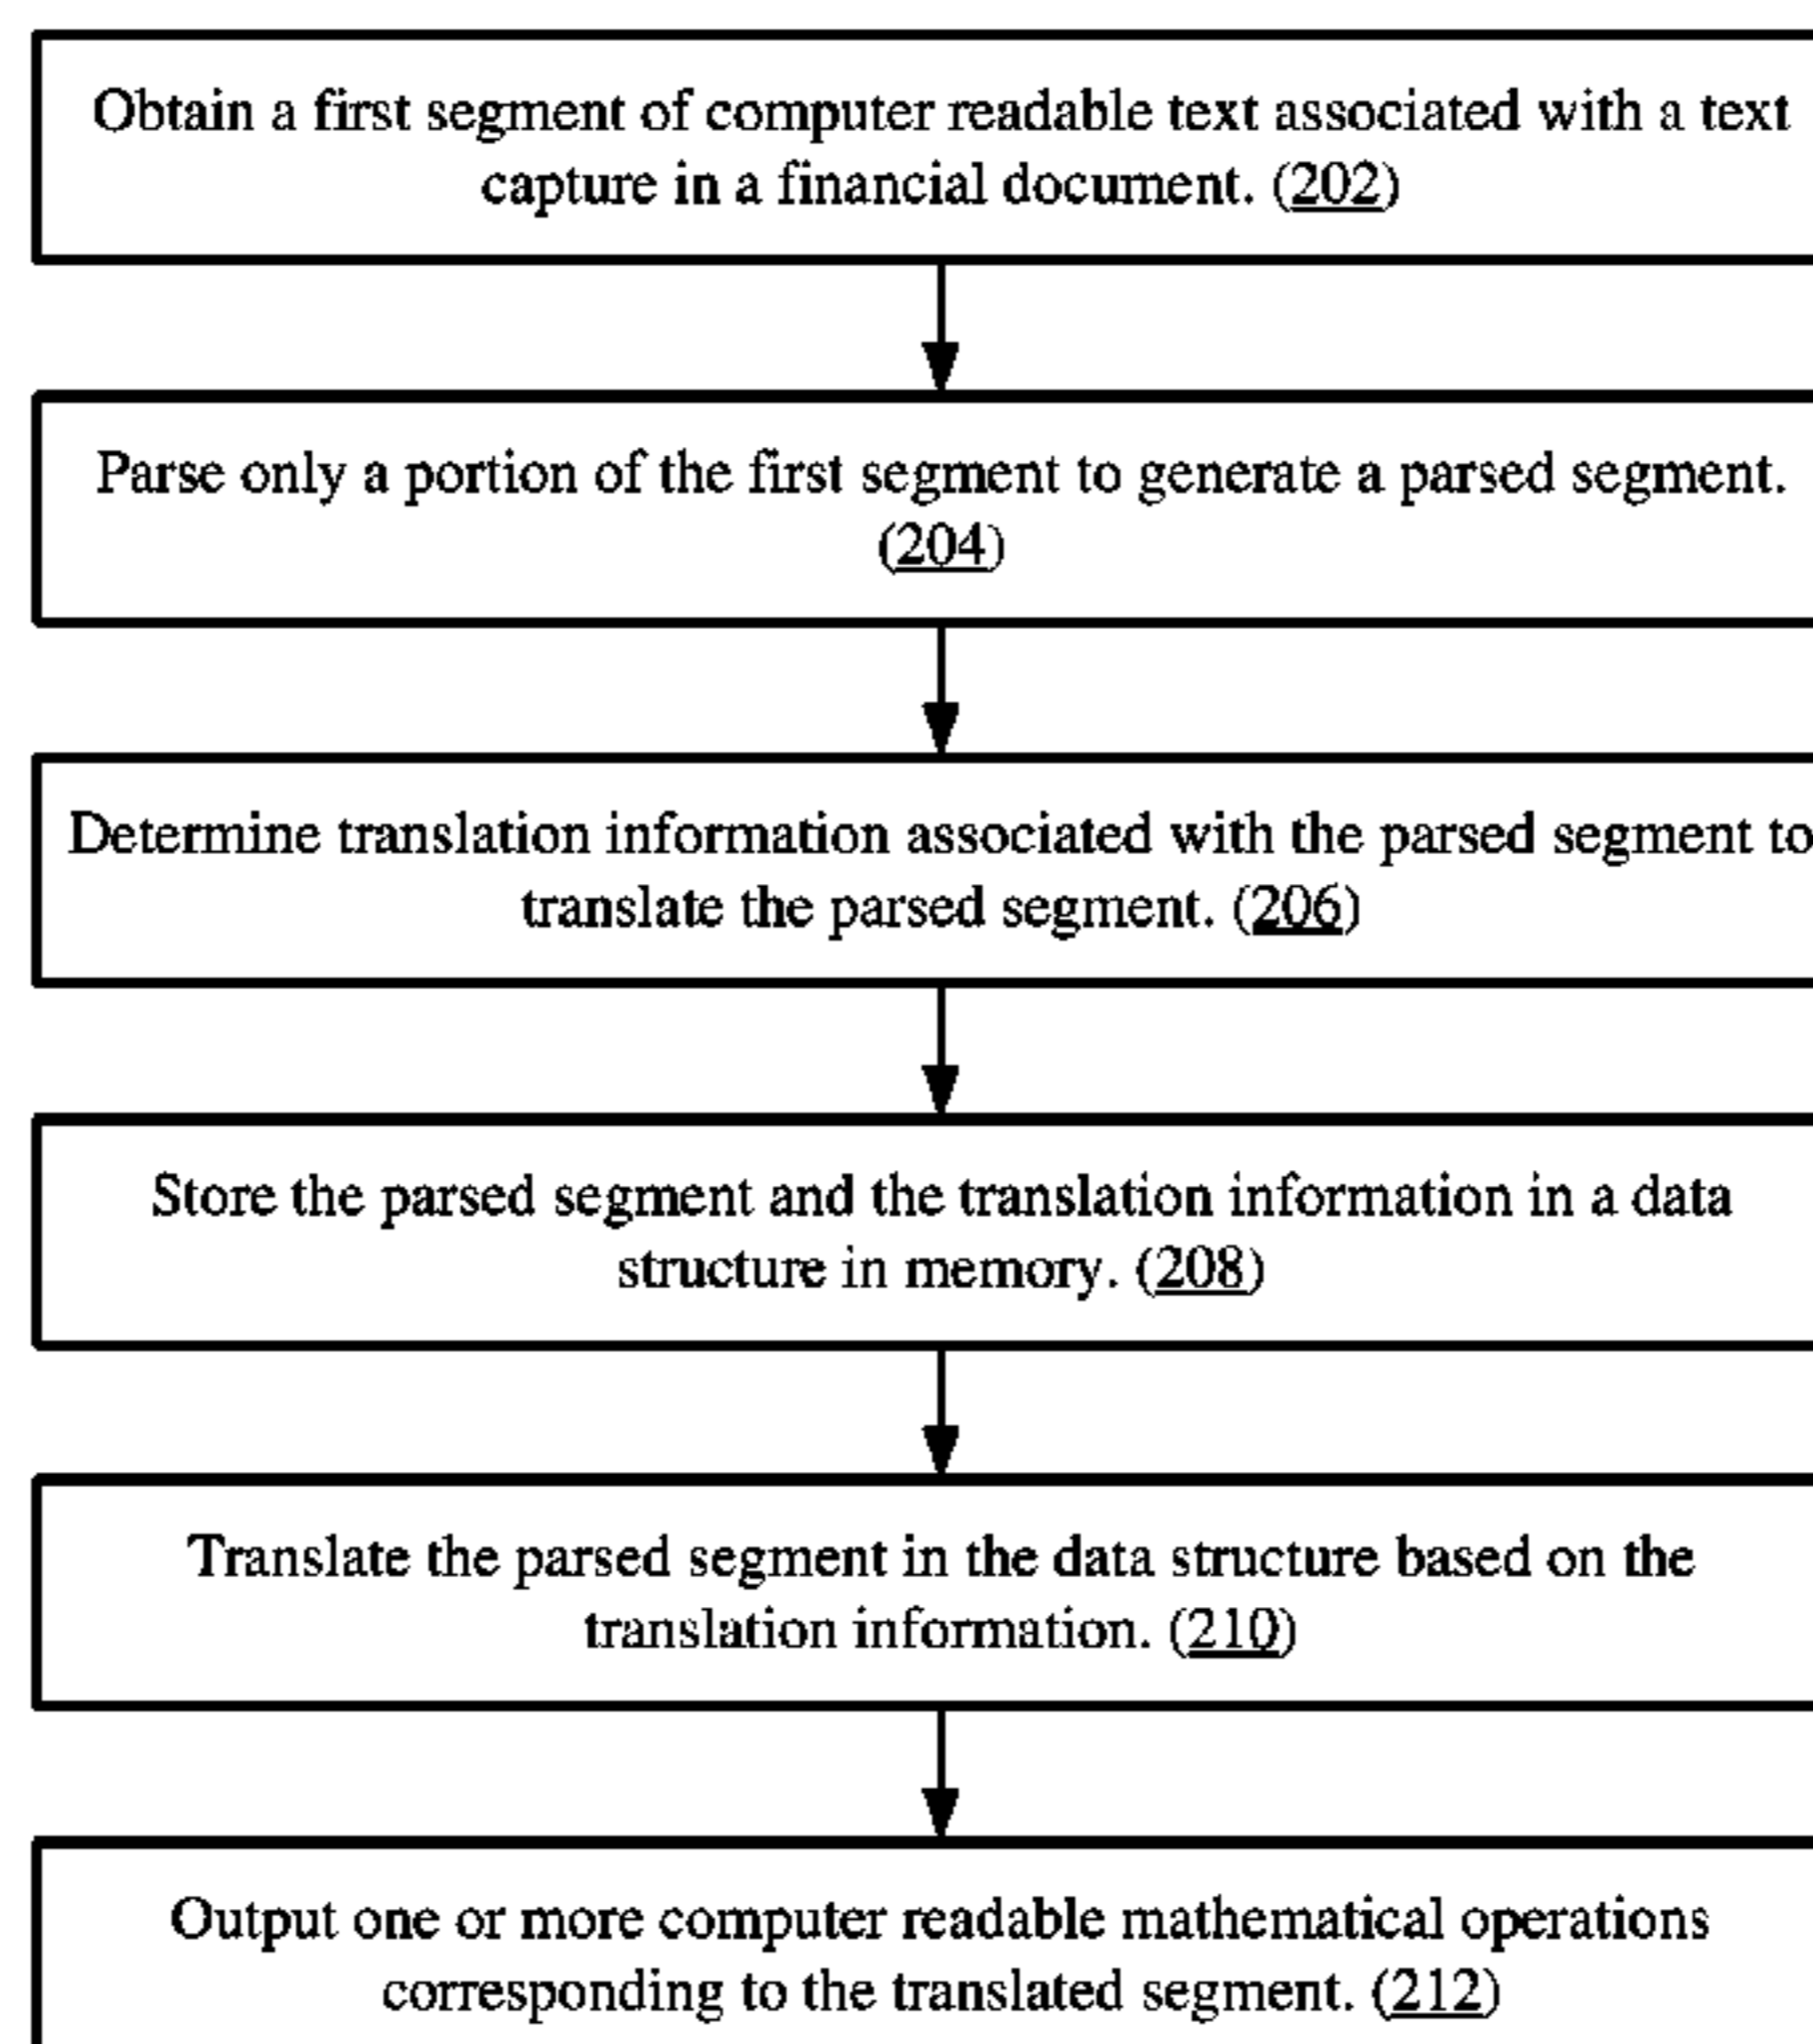 Obtain a first segment of computer readable text associated with a text
capture in a financial document. (202)
Parse only a portion of the first segment to generate a parsed segment.
(204)
Determine translation information associated with the parsed segment to
translate the parsed segment. (206)
Store the parsed segment and the translation information in a data
structure in memory. (208)
Translate the parsed segment in the data structure based on the
translation information. (210)
Output one or more computer readable mathematical operations
corresponding to the translated segment. (212)